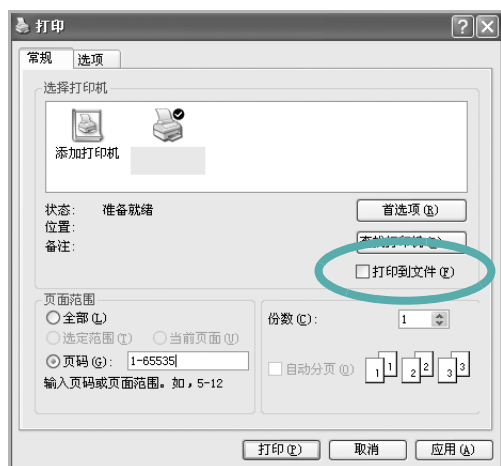 打印
常规 选项
选择打印机
添加打印机
状态: 准备就绪
位置:
备注:
首选项(R)
打印到文件(F)
页面范围
全部(L)
选定范围(T) 当前页面(U)
页码(G): 1-65535
输入页码或页面范围。如,5-12
份数(C): 1
自动分页(O) 1 1 2 2 3 3
打印(P) 取消 应用(A)